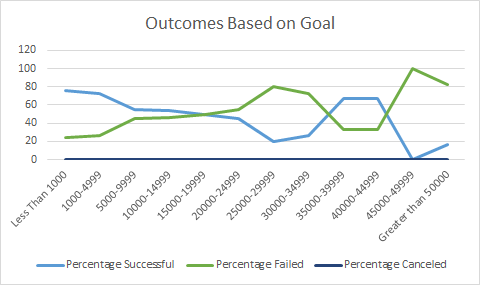 Outcomes Based on Goal
120
100
80
60
40
20
0
Less Than 1000
1000-4999
5000-9999
10000-14999
15000-19999
20000-24999
25000-29999
30000-34999
35000-39999
40000-44999
45000-49999
Greater than 50000
Percentage Successful
Percentage Failed
Percentage Canceled